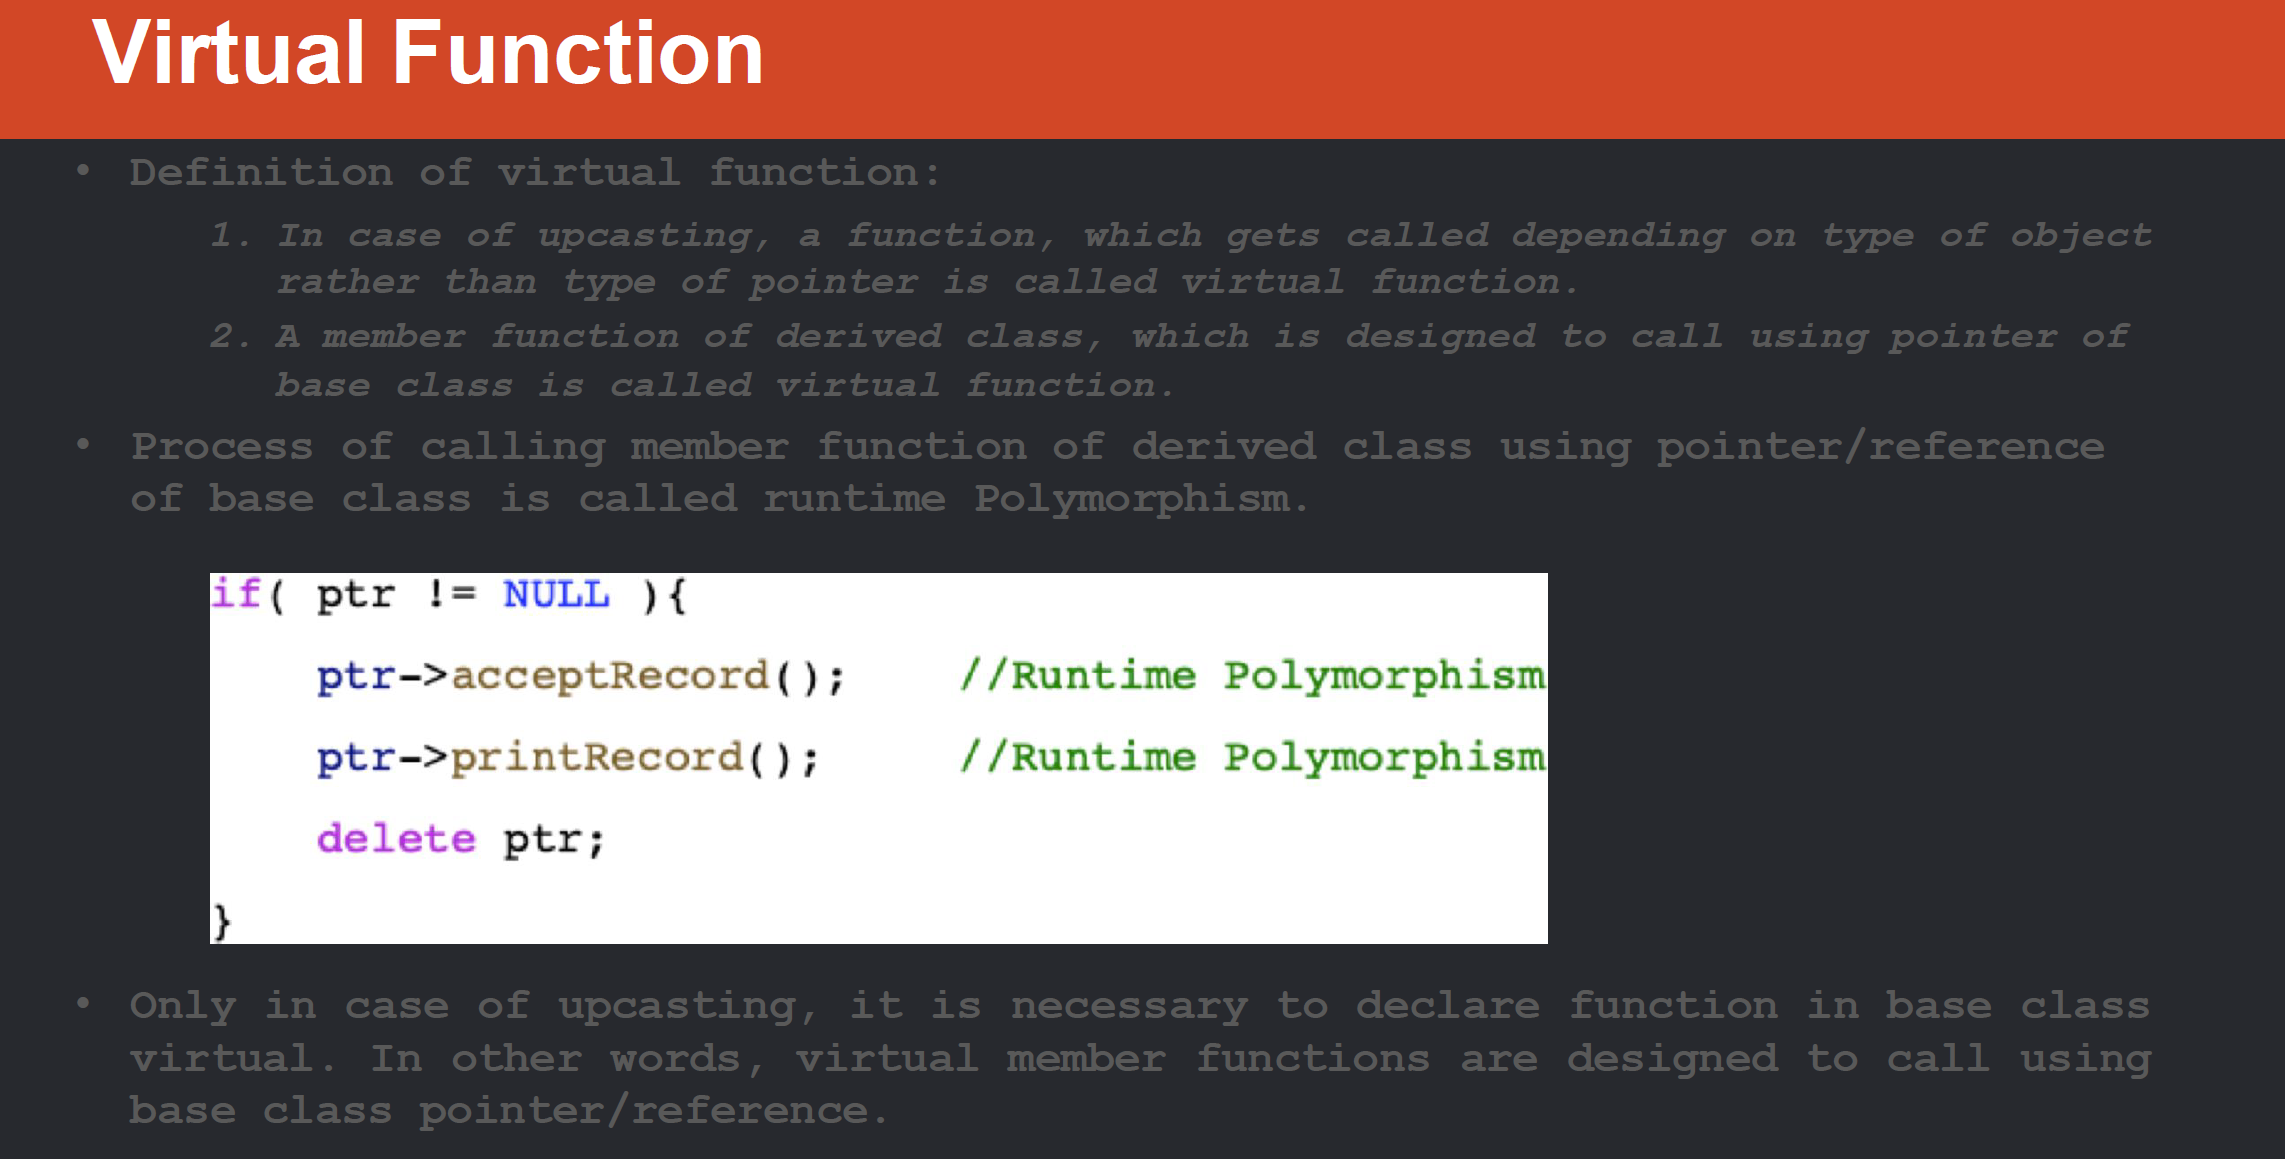 Virtual Function
• Definition of virtual function:
1. In case of upcasting, a function, which gets called depending on type of object
rather than type of pointer is called virtual function.
2. A member function of derived class, which is designed to call using pointer of
base class is called virtual function.
• Process of calling member function of derived class using pointer/reference
of base class is called runtime Polymorphism.
if( ptr != NULL ){
ptr->acceptRecord();    //Runtime Polymorphism
ptr->printRecord();     //Runtime Polymorphism
delete ptr;
}
• Only in case of upcasting, it is necessary to declare function in base class
virtual. In other words, virtual member functions are designed to call using
base class pointer/reference.